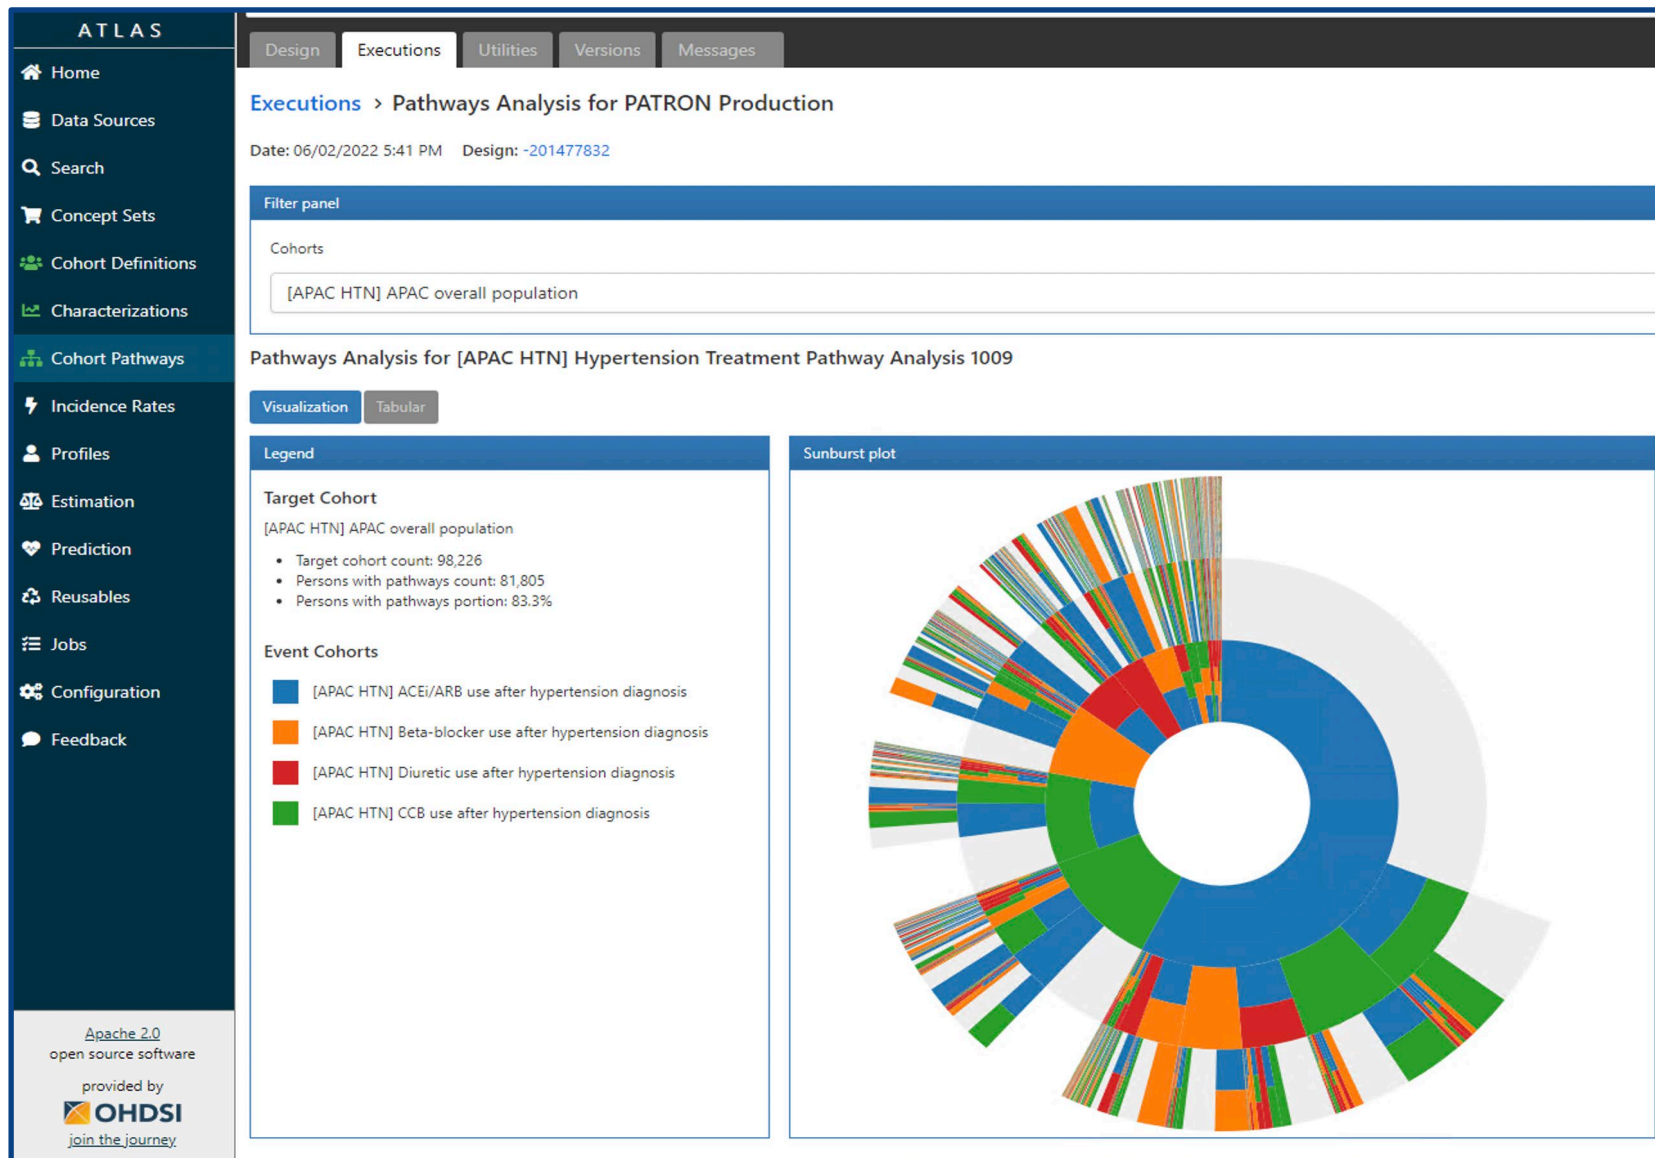 ATLAS
Home
Data Sources
Search
Concept Sets
Cohort Definitions
Characterizations
Cohort Pathways
Incidence Rates
Profiles
Estimation
Prediction
Reusables
Jobs
Configuration
Feedback
Apache 2.0
open source software
provided by
OHDSI
join the journey
Design Executions Utilities Versions Messages
Executions > Pathways Analysis for PATRON Production
Date: 06/02/2022 5:41 PM Design: -201477832
Filter panel
Cohorts
[APAC HTN] APAC overall population
Pathways Analysis for [APAC HTN] Hypertension Treatment Pathway Analysis 1009
Visualization Tabular
Legend
Target Cohort
[APAC HTN] APAC overall population
• Target cohort count: 98,226
• Persons with pathways count: 81,805
• Persons with pathways portion: 83.3%
Event Cohorts
[APAC HTN] ACEi/ARB use after hypertension diagnosis
[APAC HTN] Beta-blocker use after hypertension diagnosis
[APAC HTN] Diuretic use after hypertension diagnosis
[APAC HTN] CCB use after hypertension diagnosis
Sunburst plot